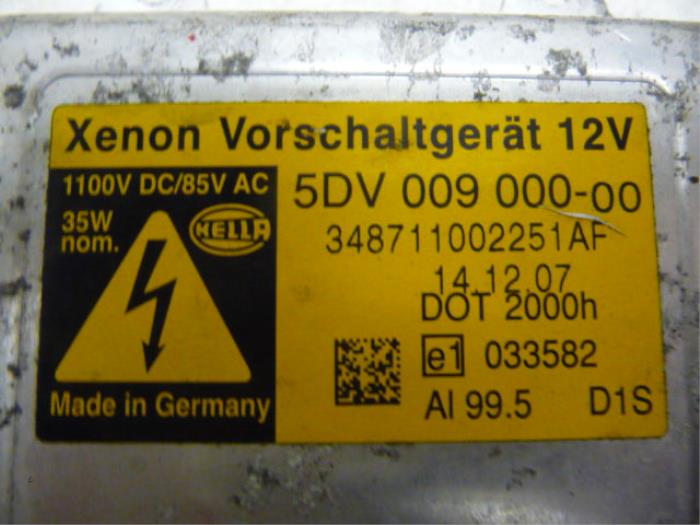 Xenon Vorschaltgerät 12V
1100V DC/85V AC
35W
nom.
HELLA
Made in Germany
5DV 009 000-00
348711002251AF
14.12.07
DOT 2000h
e1 033582
Al 99.5 D1S